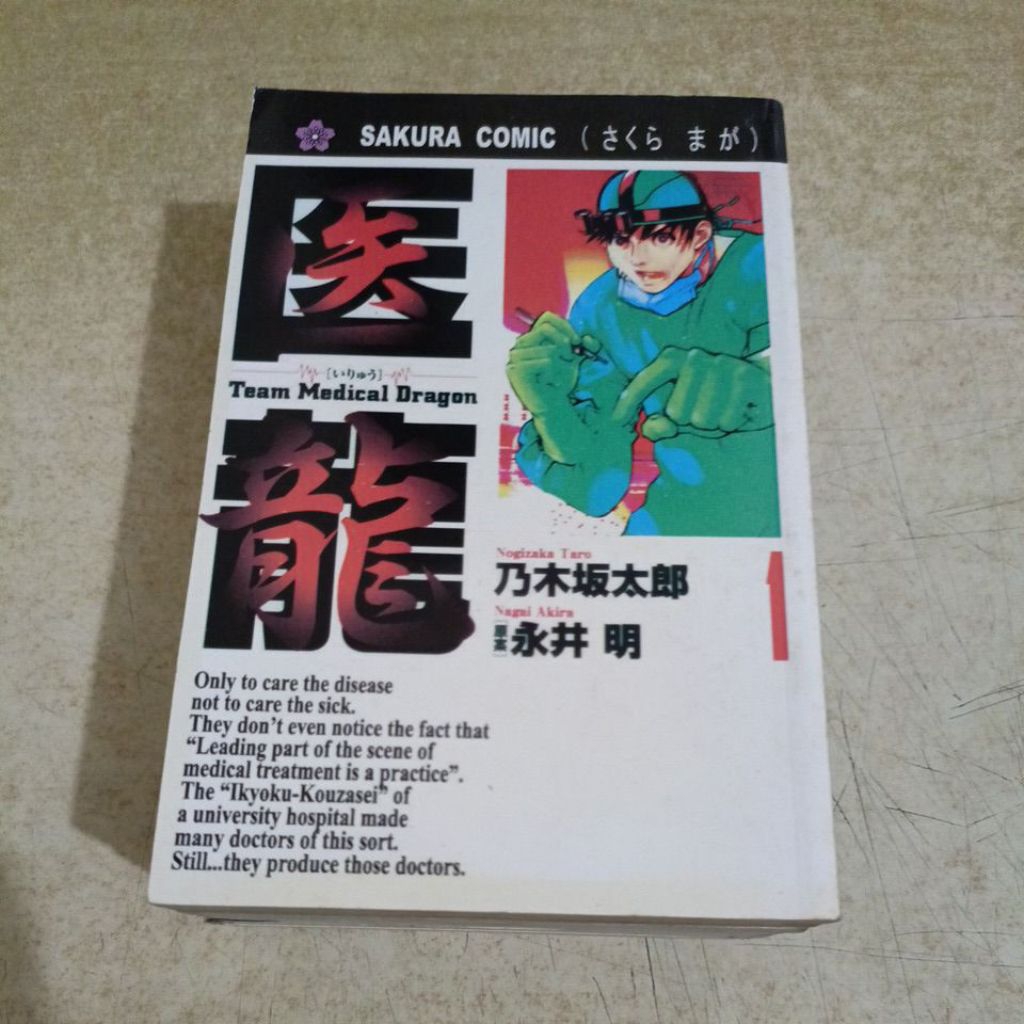 SAKURA COMIC (さくら まが)
医
[いりゅう]
Team Medical Dragon
龍
Nogizaka Taro
乃木坂太郎
Nagai Akira
[原案] 永井 明
1
Only to care the disease
not to care the sick.
They don't even notice the fact that
“Leading part of the scene of
medical treatment is a practice”.
The “Ikyoku-Kouzasei” of
a university hospital made
many doctors of this sort.
Still...they produce those doctors.